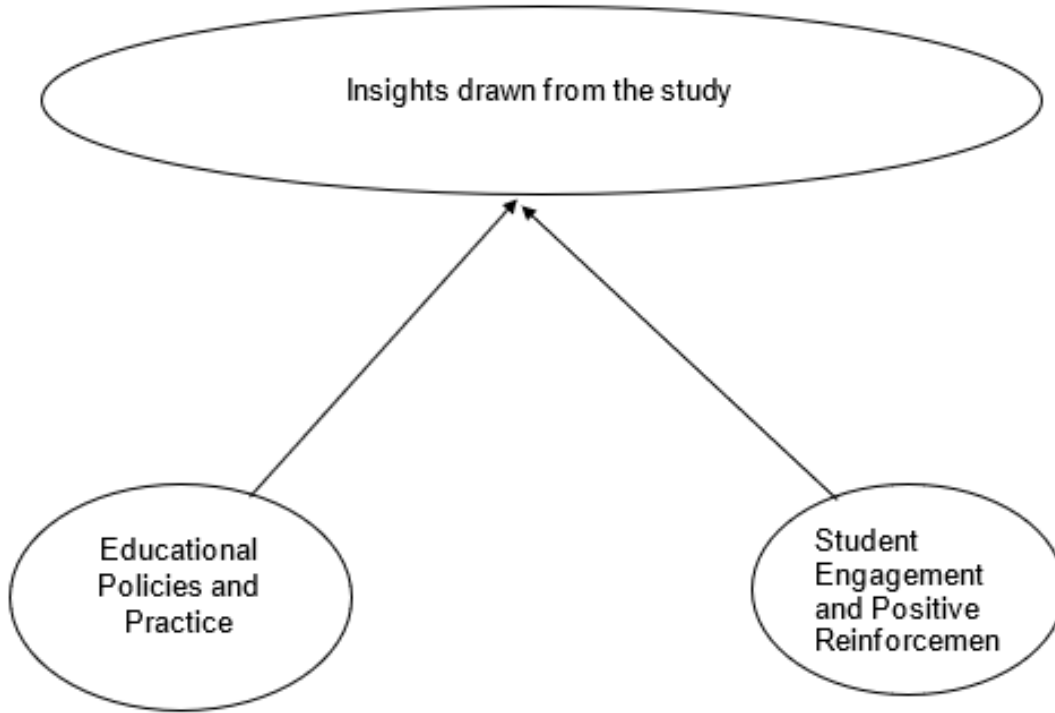 Insights drawn from the study
Educational
Policies and
Practice
Student
Engagement
and Positive
Reinforcemen